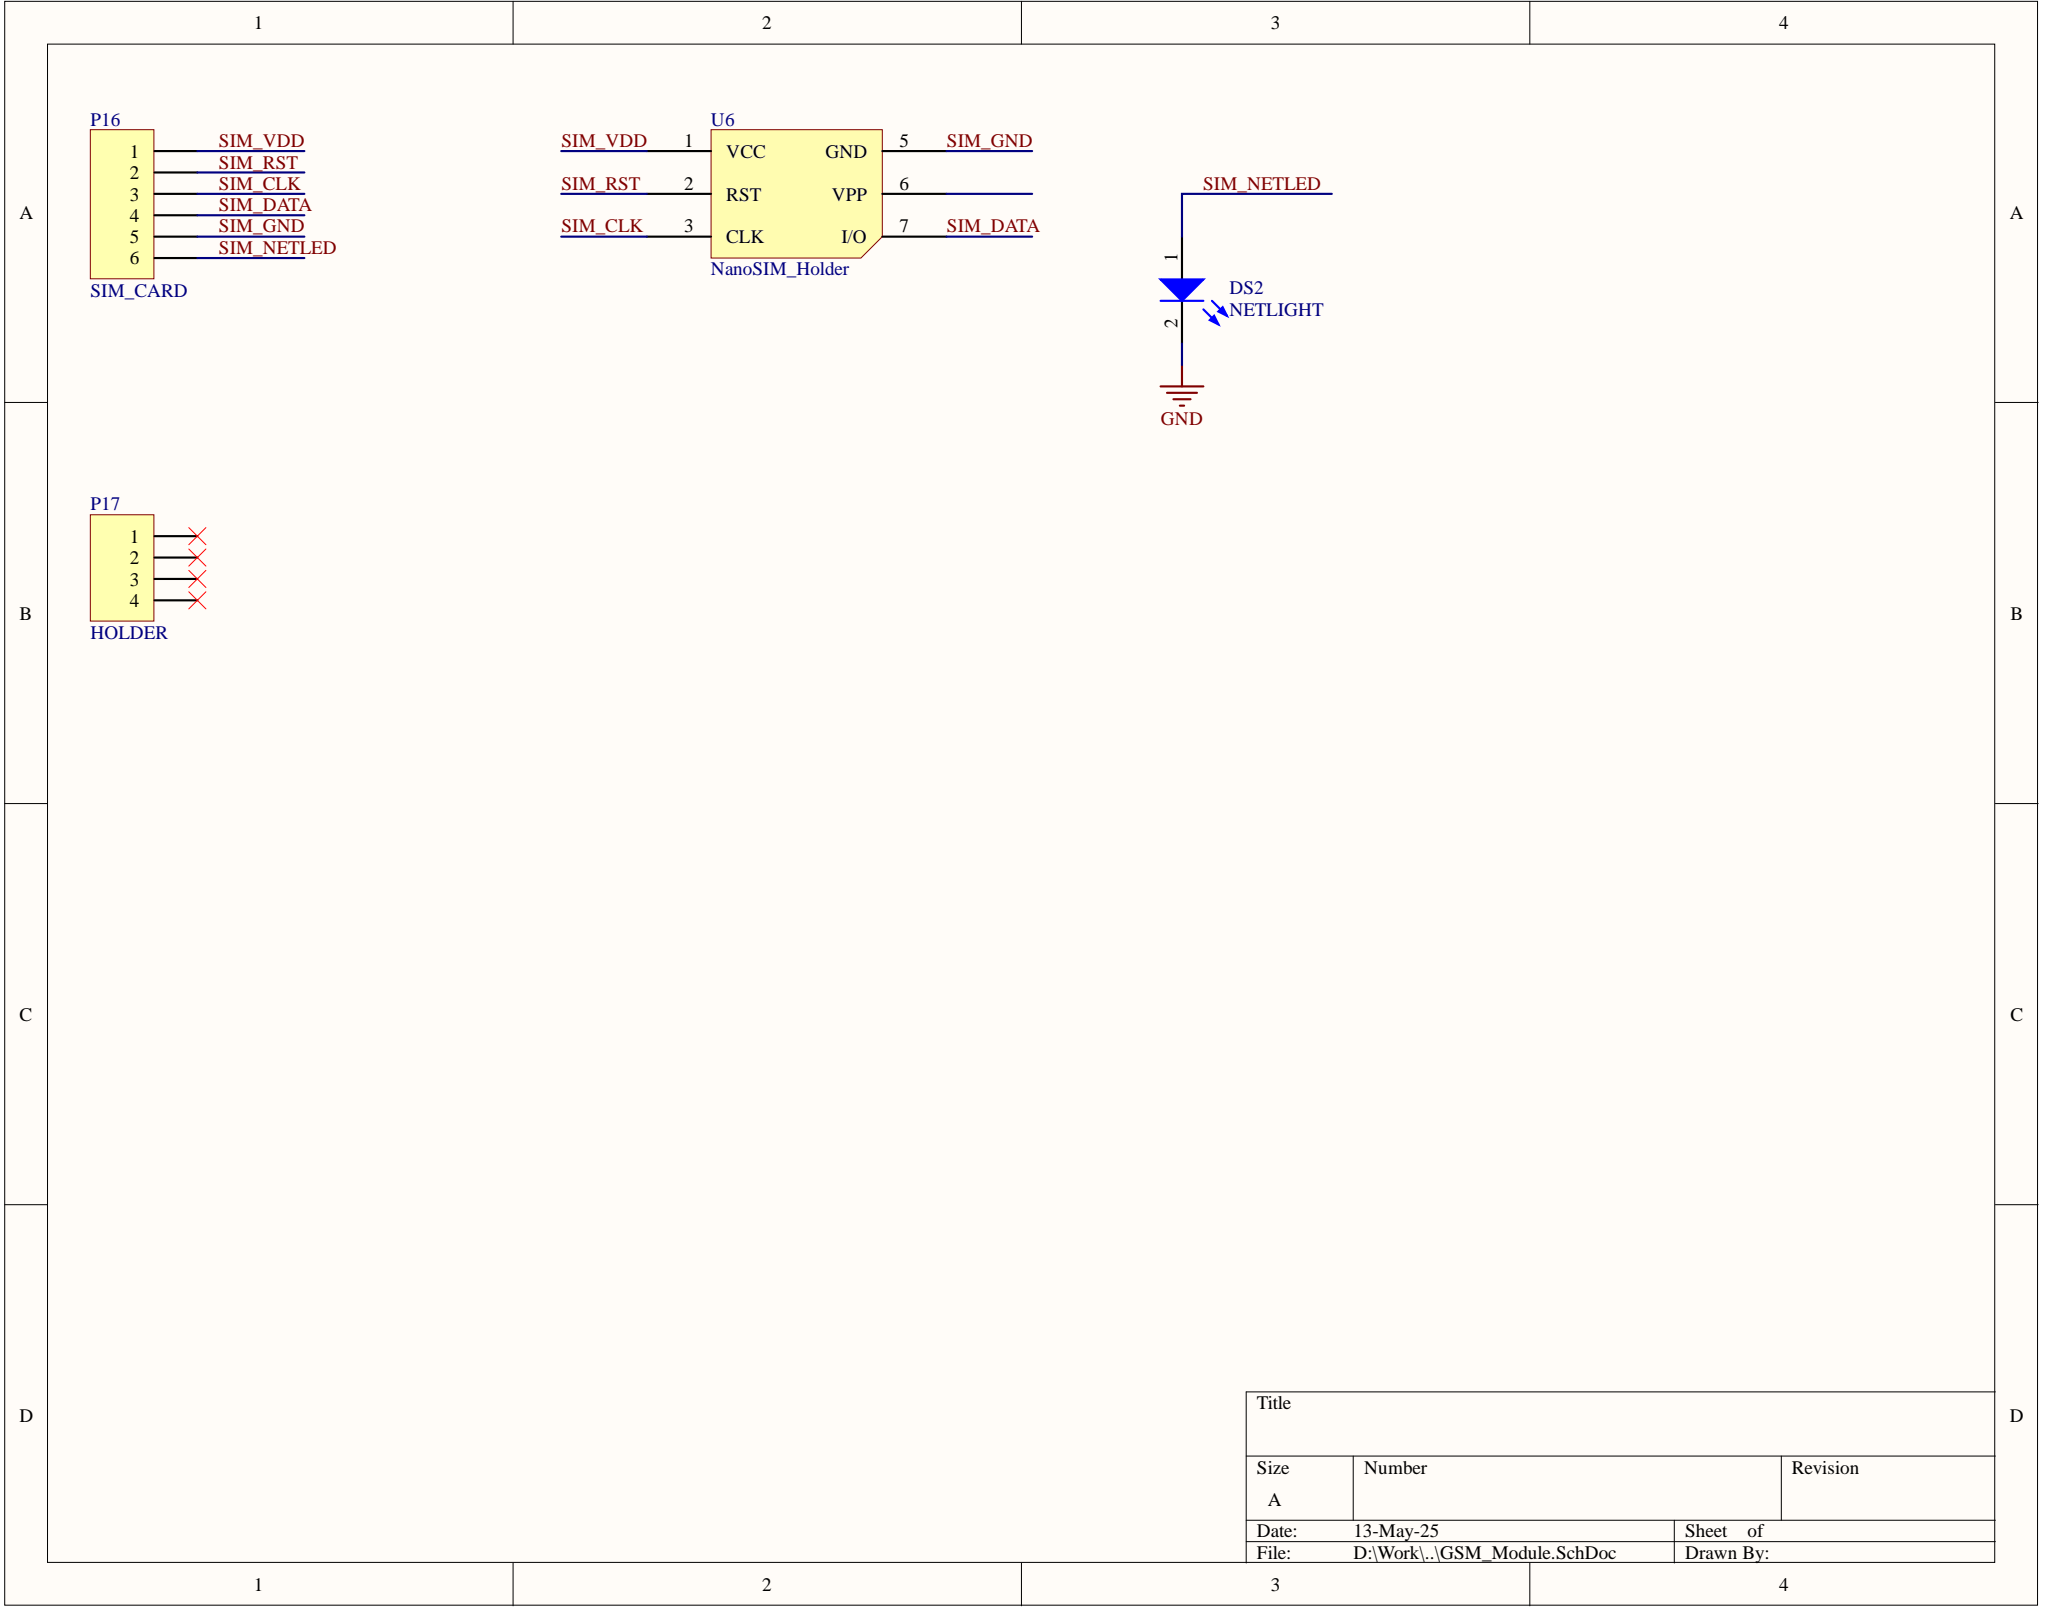 1 2 3 4
A A
P16
1 SIM_VDD
2 SIM_RST
3 SIM_CLK
4 SIM_DATA
5 SIM_GND
6 SIM_NETLED
SIM_CARD
U6
SIM_VDD 1 VCC GND 5 SIM_GND
SIM_RST 2 RST VPP 6
SIM_CLK 3 CLK I/O 7 SIM_DATA
NanoSIM_Holder
SIM_NETLED
1
DS2
NETLIGHT
2
GND
B B
P17
1
2
3
4
HOLDER
C C
D D
Title
Size Number Revision
A
Date: 13-May-25 Sheet of
File: D:\Work\..\GSM_Module.SchDoc Drawn By:
1 2 3 4